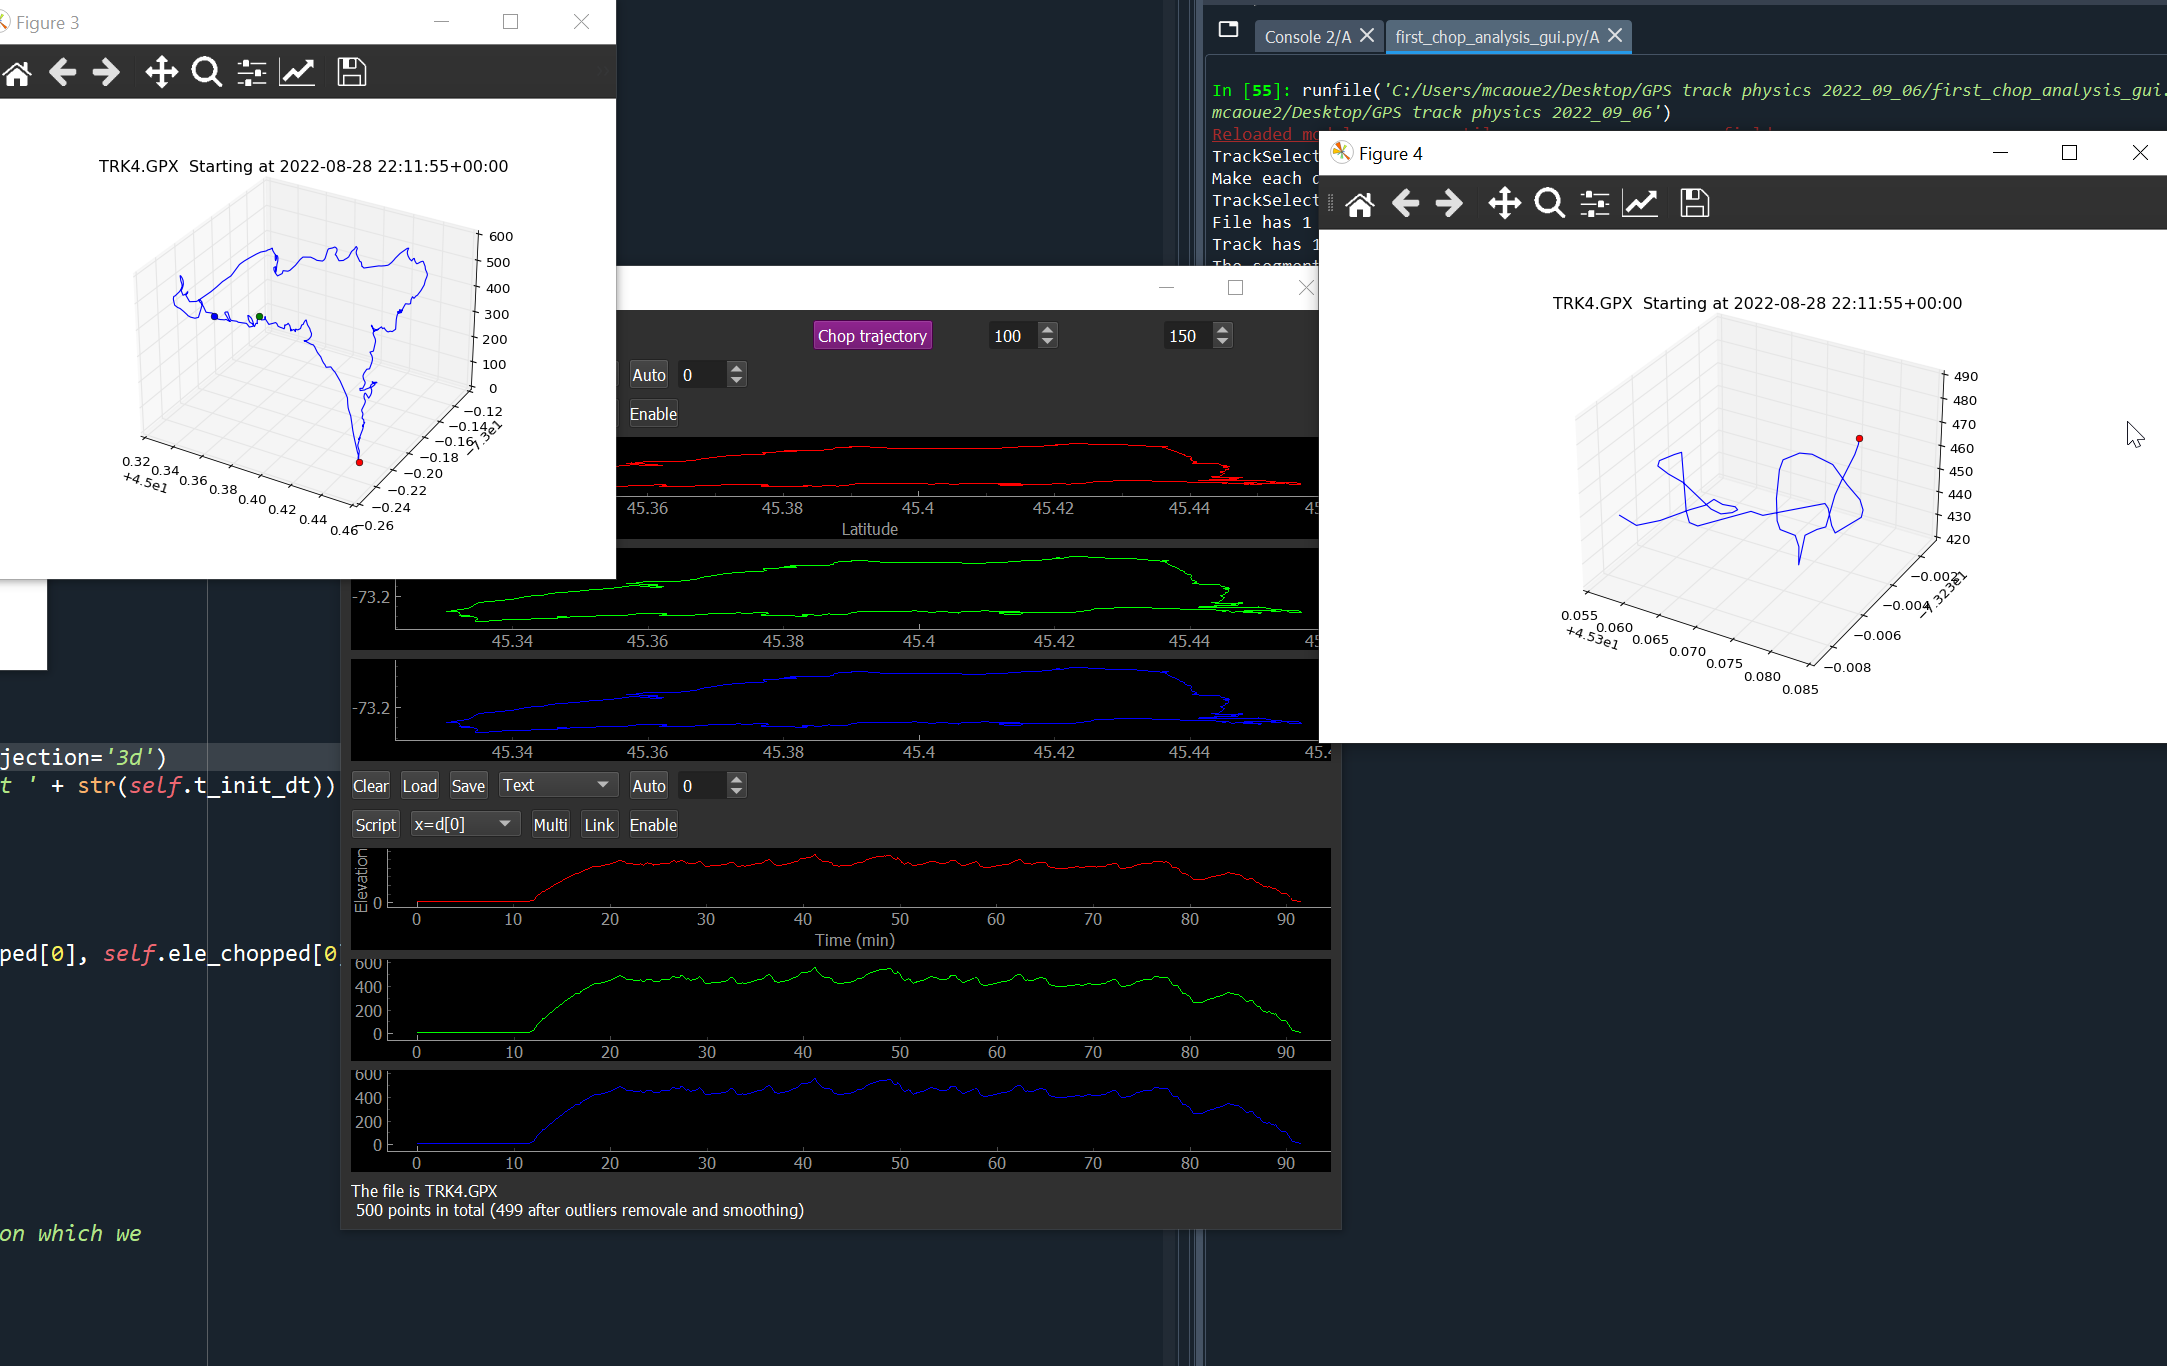 Figure 3
TRK4.GPX  Starting at 2022-08-28 22:11:55+00:00
600
500
400
300
200
100
0
−0.12
−0.14
−0.16
−0.18
−0.20
−0.22
−0.24
−0.26
−7.3e1
0.32
0.34
0.36
0.38
0.40
0.42
0.44
0.46
+4.5e1
Console 2/A
first_chop_analysis_gui.py/A
In [55]: runfile('C:/Users/mcaoue2/Desktop/GPS track physics 2022_09_06/first_chop_analysis_gui.
mcaoue2/Desktop/GPS track physics 2022_09_06')
Reloaded
TrackSelect
Make each
TrackSelect
File has 1
Track has 1
The segment
Figure 4
TRK4.GPX  Starting at 2022-08-28 22:11:55+00:00
490
480
470
460
450
440
430
420
−0.002
−0.004
−0.006
−0.008
−7.323e1
0.055
0.060
0.065
0.070
0.075
0.080
0.085
+4.53e1
Chop trajectory 100 150
Auto 0
Enable
45.36 45.38 45.4 45.42 45.44
Latitude
-73.2
45.34 45.36 45.38 45.4 45.42 45.44
-73.2
45.34 45.36 45.38 45.4 45.42 45.44 45.4
Clear Load Save Text Auto 0
Script x=d[0] Multi Link Enable
Elevation
0
0 10 20 30 40 50 60 70 80 90
Time (min)
600
400
200
0
0 10 20 30 40 50 60 70 80 90
600
400
200
0
0 10 20 30 40 50 60 70 80 90
The file is TRK4.GPX
500 points in total (499 after outliers removale and smoothing)
jection='3d')
t ' + str(self.t_init_dt))
ped[0], self.ele_chopped[0
on which we